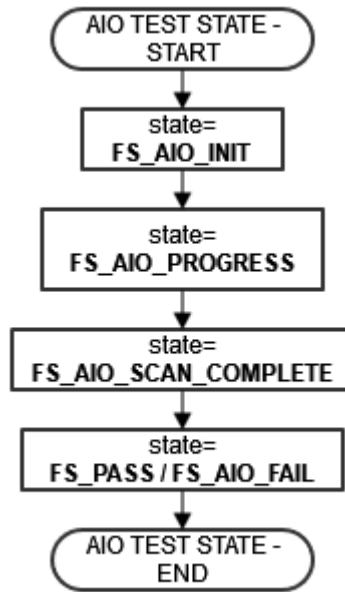 AIO TEST STATE -
START
state=
FS_AIO_INIT
state=
FS_AIO_PROGRESS
state=
FS_AIO_SCAN_COMPLETE
state=
FS_PASS / FS_AIO_FAIL
AIO TEST STATE -
END